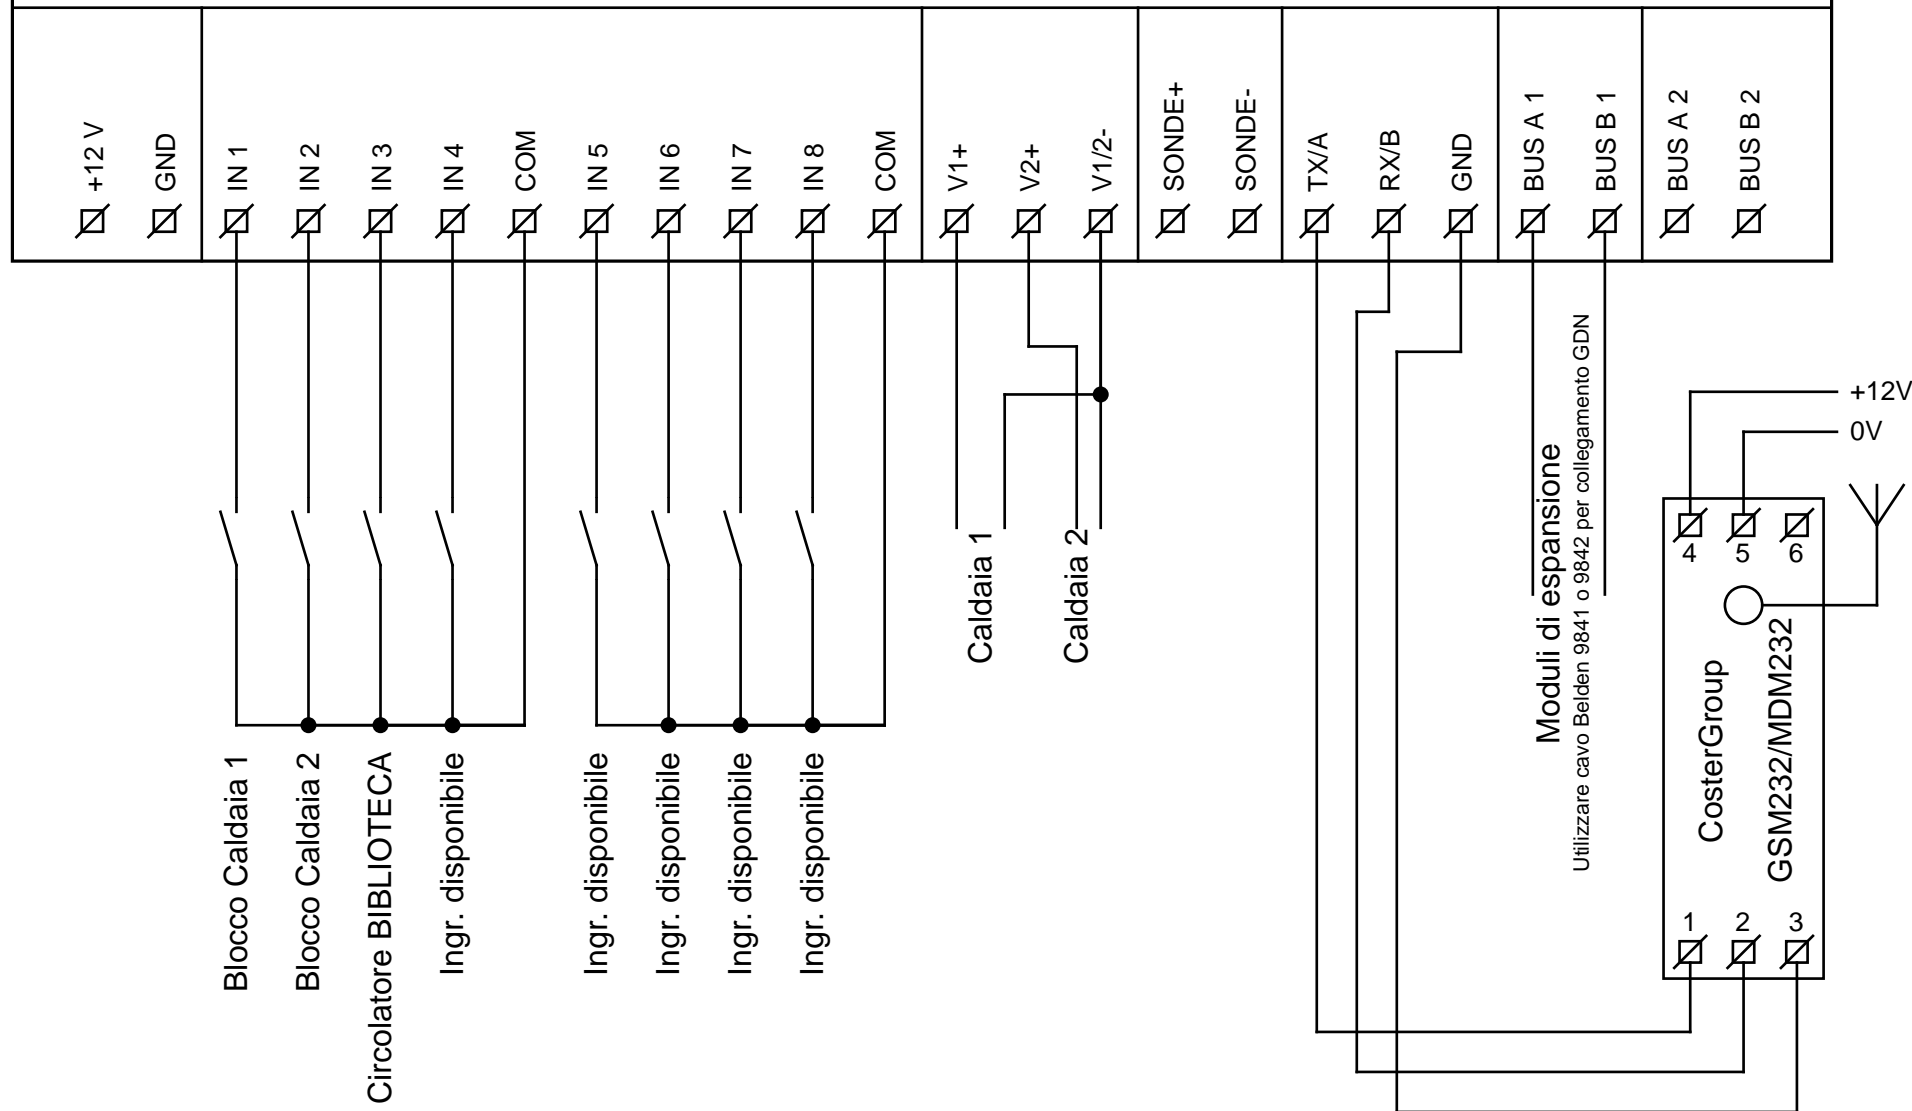 +12 V
GND
IN 1
IN 2
IN 3
IN 4
COM
IN 5
IN 6
IN 7
IN 8
COM
V1+
V2+
V1/2-
SONDE+
SONDE-
TX/A
RX/B
GND
BUS A 1
BUS B 1
BUS A 2
BUS B 2
Blocco Caldaia 1
Blocco Caldaia 2
Circolatore BIBLIOTECA
Ingr. disponibile
Ingr. disponibile
Ingr. disponibile
Ingr. disponibile
Ingr. disponibile
Caldaia 1
Caldaia 2
Moduli di espansione
Utilizzare cavo Belden 9841 o 9842 per collegamento GDN
+12V
0V
4
5
6
CosterGroup
GSM232/MDM232
1
2
3